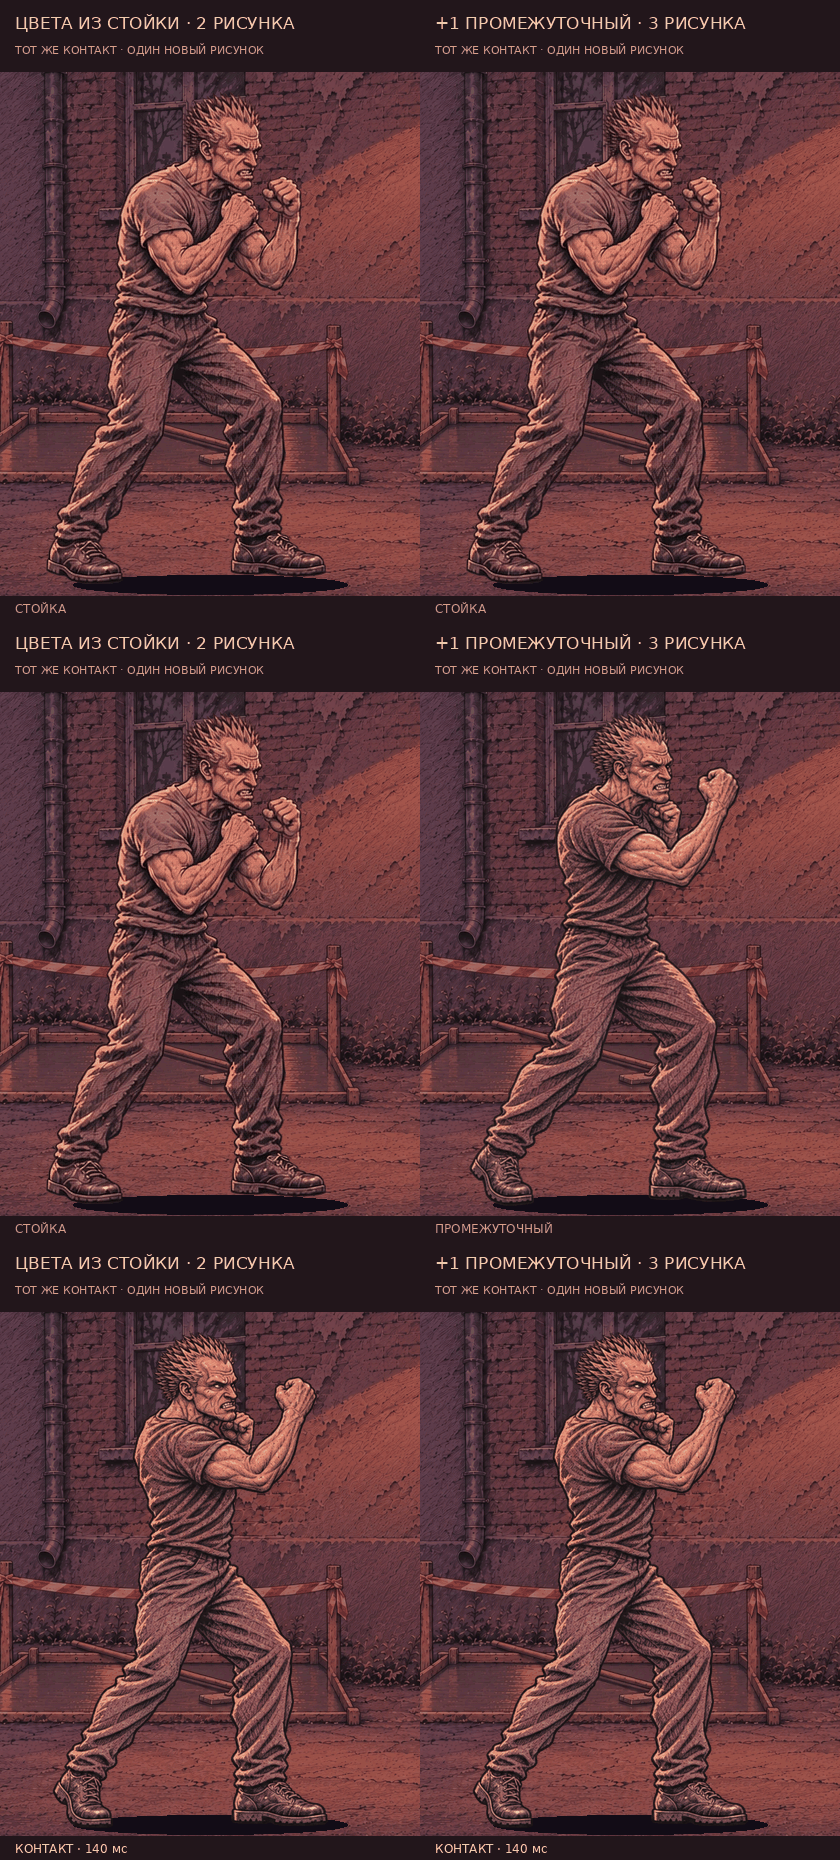 ЦВЕТА ИЗ СТОЙКИ · 2 РИСУНКА
ТОТ ЖЕ КОНТАКТ · ОДИН НОВЫЙ РИСУНОК
+1 ПРОМЕЖУТОЧНЫЙ · 3 РИСУНКА
ТОТ ЖЕ КОНТАКТ · ОДИН НОВЫЙ РИСУНОК
СТОЙКА
СТОЙКА
ЦВЕТА ИЗ СТОЙКИ · 2 РИСУНКА
ТОТ ЖЕ КОНТАКТ · ОДИН НОВЫЙ РИСУНОК
+1 ПРОМЕЖУТОЧНЫЙ · 3 РИСУНКА
ТОТ ЖЕ КОНТАКТ · ОДИН НОВЫЙ РИСУНОК
СТОЙКА
ПРОМЕЖУТОЧНЫЙ
ЦВЕТА ИЗ СТОЙКИ · 2 РИСУНКА
ТОТ ЖЕ КОНТАКТ · ОДИН НОВЫЙ РИСУНОК
+1 ПРОМЕЖУТОЧНЫЙ · 3 РИСУНКА
ТОТ ЖЕ КОНТАКТ · ОДИН НОВЫЙ РИСУНОК
КОНТАКТ · 140 мс
КОНТАКТ · 140 мс